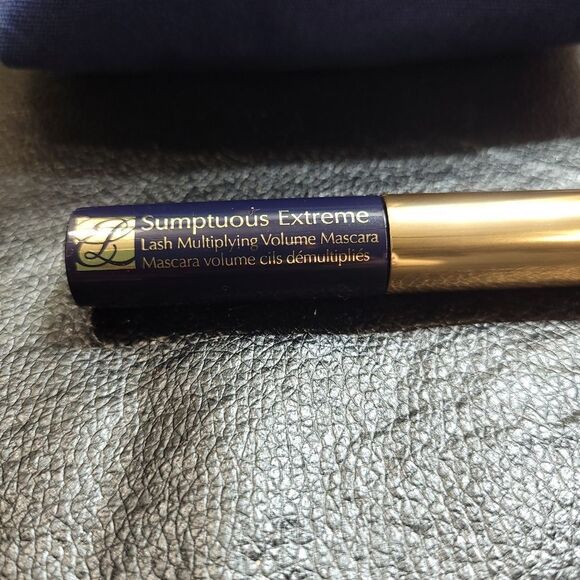 Sumptuous Extreme
Lash Multiplying Volume Mascara
Mascara volume cils démultipliés